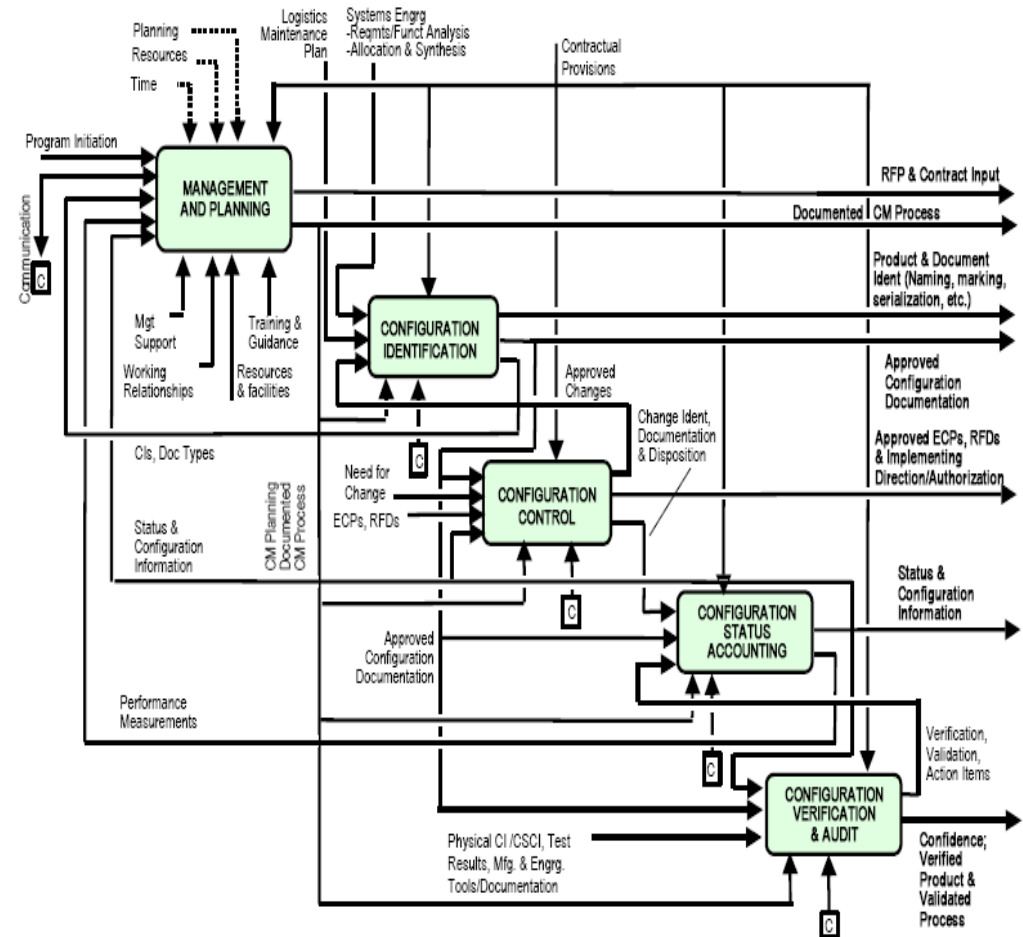 Planning
Resources
Time
Logistics
Maintenance
Plan
Systems Engrg
-Reqmts/Funct Analysis
-Allocation & Synthesis
Contractual
Provisions
Program Initiation
MANAGEMENT
AND PLANNING
RFP & Contract Input
Documented CM Process
Communication
C
Mgt
Support
Working
Relationships
Training &
Guidance
Resources
& facilities
Product & Document
Ident (Naming, marking,
serialization, etc.)
CONFIGURATION
IDENTIFICATION
Approved
Configuration
Documentation
Approved
Changes
CIs, Doc Types
C
Change Ident,
Documentation
& Disposition
Approved ECPs, RFDs
& Implementing
Direction/Authorization
Need for
Change
ECPs, RFDs
CONFIGURATION
CONTROL
CM Planning
Documented
CM Process
Status &
Configuration
Information
C
Status &
Configuration
Information
CONFIGURATION
STATUS
ACCOUNTING
Approved
Configuration
Documentation
Performance
Measurements
C
Verification,
Validation,
Action Items
CONFIGURATION
VERIFICATION
& AUDIT
Physical CI /CSCI, Test
Results, Mfg. & Engrg.
Tools/Documentation
Confidence;
Verified
Product &
Validated
Process
C